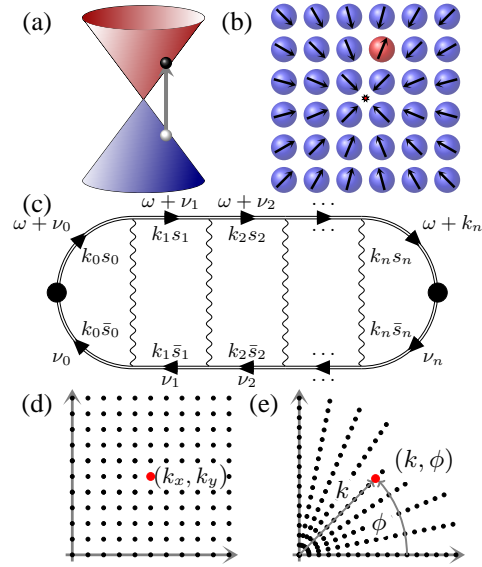 (a)
(b)
(c)
ω + ν₀
ω + ν₁
ω + ν₂
...
ω + kₙ
k₀s₀
k₁s₁
k₂s₂
...
kₙsₙ
k₀s̄₀
k₁s̄₁
k₂s̄₂
...
kₙs̄ₙ
ν₀
ν₁
ν₂
...
νₙ
(d)
(kₓ, kᵧ)
(e)
(k, ϕ)
k
ϕ